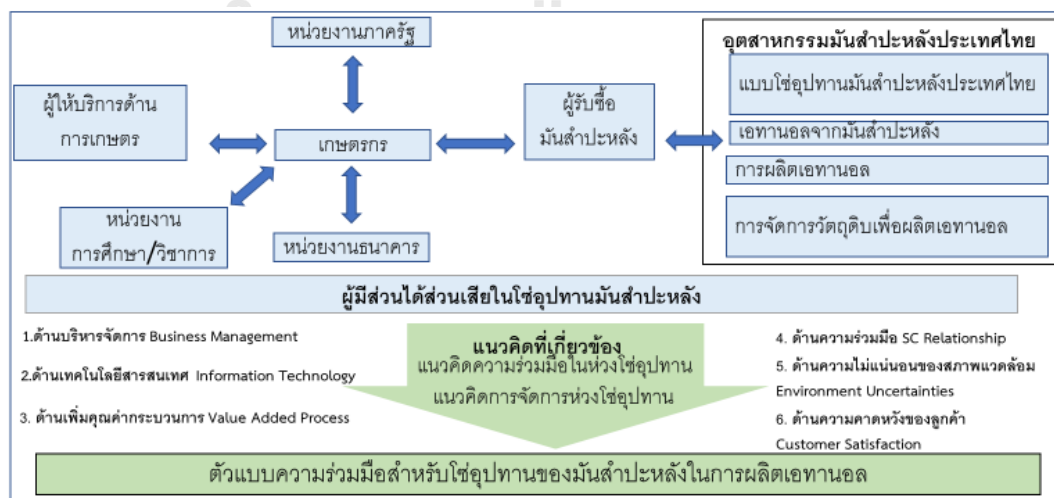 หน่วยงานภาครัฐ
อุตสาหกรรมมันสำปะหลังประเทศไทย
ผู้ให้บริการด้าน
การเกษตร
เกษตรกร
ผู้รับซื้อ
มันสำปะหลัง
แบบโซ่อุปทานมันสำปะหลังประเทศไทย
เอทานอลจากมันสำปะหลัง
การผลิตเอทานอล
การจัดการวัตถุดิบเพื่อผลิตเอทานอล
หน่วยงาน
การศึกษา/วิชาการ
หน่วยงานธนาคาร
ผู้มีส่วนได้ส่วนเสียในโซ่อุปทานมันสำปะหลัง
1.ด้านบริหารจัดการ Business Management
2.ด้านเทคโนโลยีสารสนเทศ Information Technology
3. ด้านเพิ่มคุณค่ากระบวนการ Value Added Process
แนวคิดที่เกี่ยวข้อง
แนวคิดความร่วมมือในห่วงโซ่อุปทาน
แนวคิดการจัดการห่วงโซ่อุปทาน
4. ด้านความร่วมมือ SC Relationship
5. ด้านความไม่แน่นอนของสภาพแวดล้อม
Environment Uncertainties
6. ด้านความคาดหวังของลูกค้า
Customer Satisfaction
ตัวแบบความร่วมมือสำหรับโซ่อุปทานของมันสำปะหลังในการผลิตเอทานอล